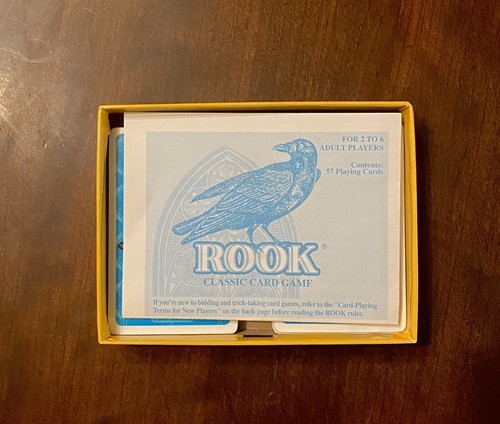 FOR 2 TO 6
ADULT PLAYERS
Contents:
57 Playing Cards
ROOK®
CLASSIC CARD GAME
If you're new to bidding and trick-taking card games, refer to the "Card-Playing
Terms for New Players" on the back page before reading the ROOK rules.